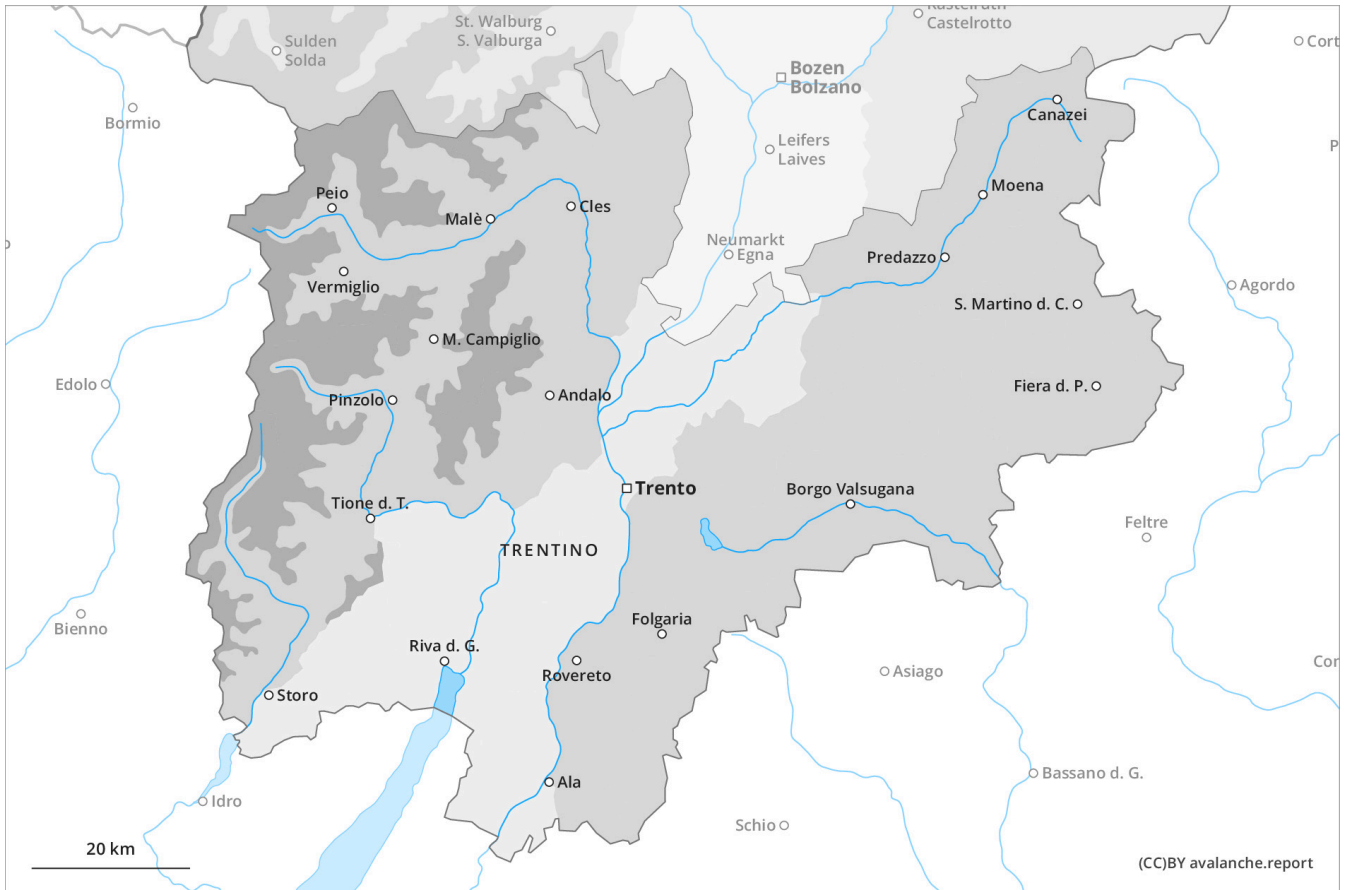 St. Walburg
S. Valburga
Castelrotto
Sulden
Solda
Cort
Bozen
Bolzano
Bormio
Canazei
Leifers
Laives
P
Moena
Peio
Malè
Cles
Neumarkt
Egna
Predazzo
Vermiglio
Agordo
S. Martino d. C.
M. Campiglio
Edolo
Fiera d. P.
Pinzolo
Andalo
Trento
Borgo Valsugana
Tione d. T.
Feltre
TRENTINO
Bienno
Folgaria
Riva d. G.
Cor
Asiago
Rovereto
Storo
Bassano d. G.
Ala
Idro
Schio
20 km
(CC)BY avalanche.report